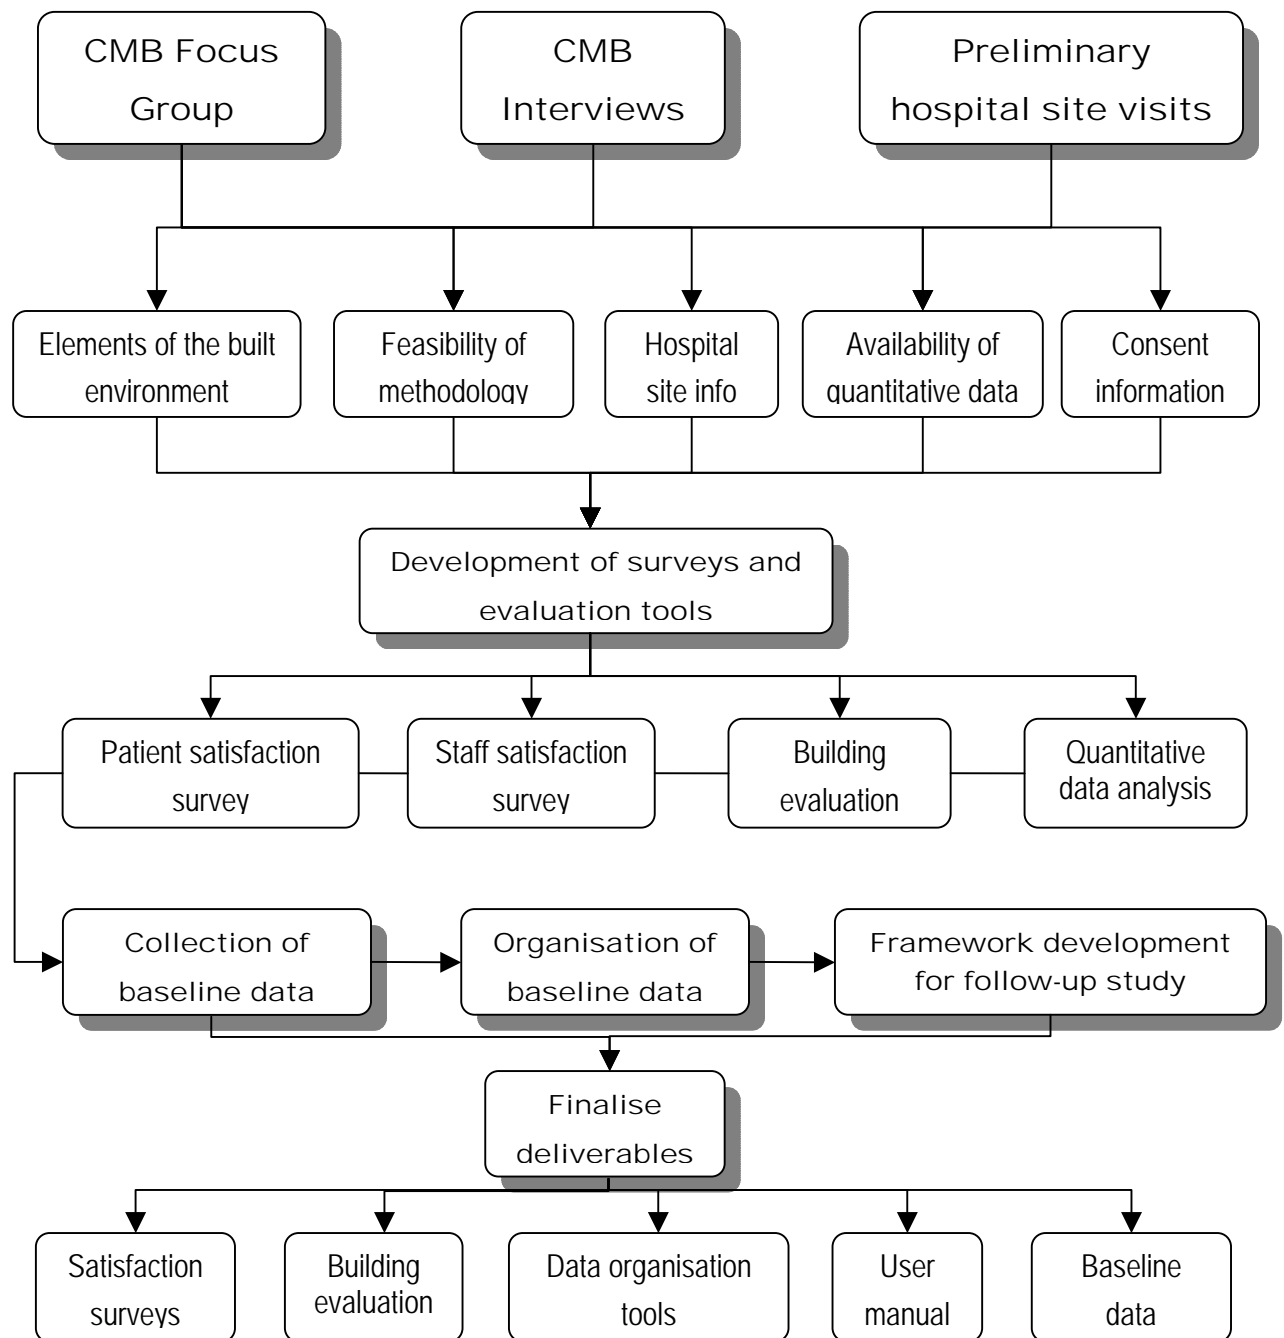 CMB Focus
Group
CMB
Interviews
Preliminary
hospital site visits
Elements of the built
environment
Feasibility of
methodology
Hospital
site info
Availability of
quantitative data
Consent
information
Development of surveys and
evaluation tools
Patient satisfaction
survey
Staff satisfaction
survey
Building
evaluation
Quantitative
data analysis
Collection of
baseline data
Organisation of
baseline data
Framework development
for follow-up study
Finalise
deliverables
Satisfaction
surveys
Building
evaluation
Data organisation
tools
User
manual
Baseline
data